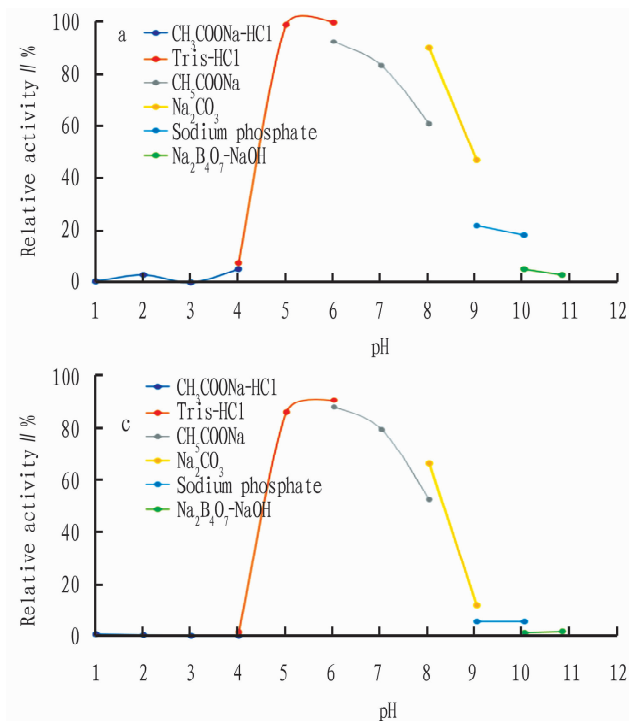 a
Relative activity // %
100
80
60
40
20
0
CH₃COONa-HCl
Tris-HCl
CH₅COONa
Na₂CO₃
Sodium phosphate
Na₂B₄O₇-NaOH
1 2 3 4 5 6 7 8 9 10 11 12
pH
c
Relative activity // %
100
80
60
40
20
0
CH₃COONa-HCl
Tris-HCl
CH₅COONa
Na₂CO₃
Sodium phosphate
Na₂B₄O₇-NaOH
1 2 3 4 5 6 7 8 9 10 11 12
pH